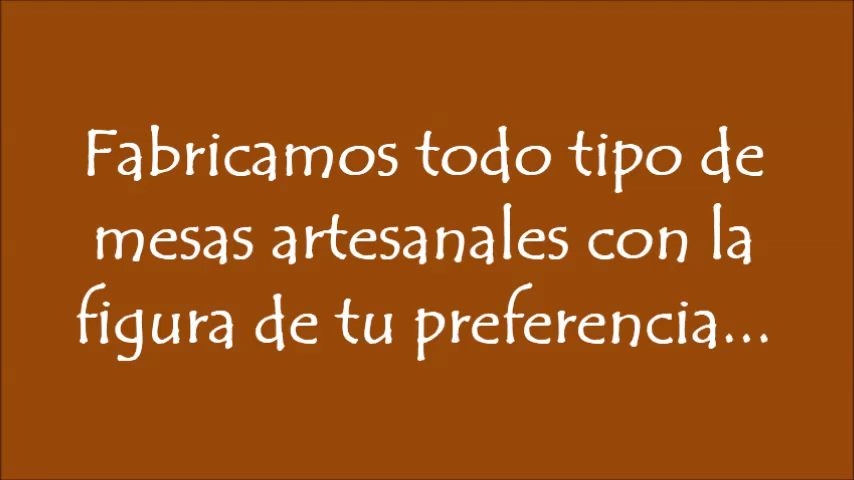 Fabricamos todo tipo de
mesas artesanales con la
figura de tu preferencia...